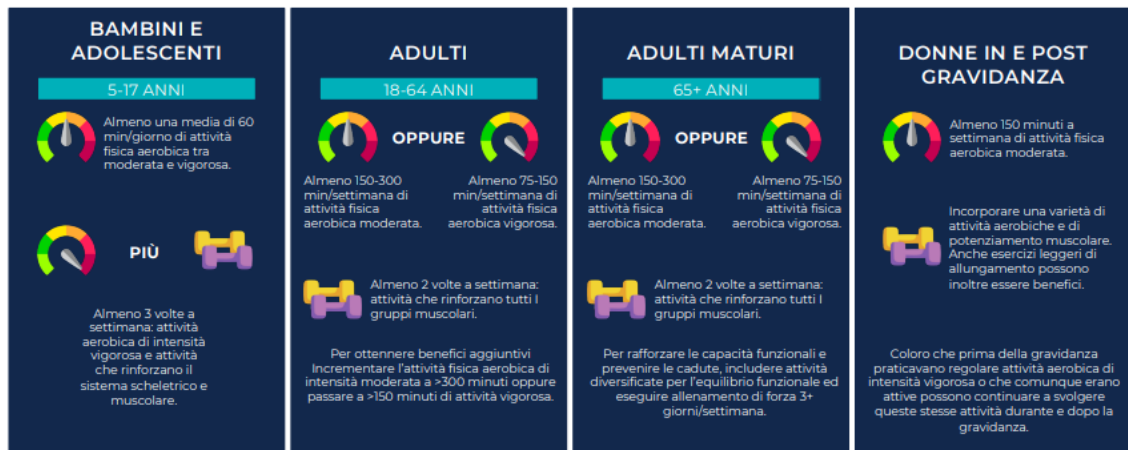 BAMBINI E
ADOLESCENTI
5-17 ANNI
Almeno una media di 60
min/giorno di attività
fisica aerobica tra
moderata e vigorosa.
PIÙ
Almeno 3 volte a
settimana: attività
aerobica di intensità
vigorosa e attività
che rinforzano il
sistema scheletrico e
muscolare.
ADULTI
18-64 ANNI
OPPURE
Almeno 150-300
min/settimana di
attività fisica
aerobica moderata.
Almeno 75-150
min/settimana di
attività fisica
aerobica vigorosa.
Almeno 2 volte a settimana:
attività che rinforzano tutti I
gruppi muscolari.
Per ottennere benefici aggiuntivi
Incrementare l'attività fisica aerobica di
intensità moderata a >300 minuti oppure
passare a >150 minuti di attività vigorosa.
ADULTI MATURI
65+ ANNI
OPPURE
Almeno 150-300
min/settimana di
attività fisica
aerobica moderata.
Almeno 75-150
min/settimana di
attività fisica
aerobica vigorosa.
Almeno 2 volte a settimana:
attività che rinforzano tutti I
gruppi muscolari.
Per rafforzare le capacità funzionali e
prevenire le cadute, includere attività
diversificate per l'equilibrio funzionale ed
eseguire allenamento di forza 3+
giorni/settimana.
DONNE IN E POST
GRAVIDANZA
Almeno 150 minuti a
settimana di attività fisica
aerobica moderata.
Incorporare una varietà di
attività aerobiche e di
potenziamento muscolare.
Anche esercizi leggeri di
allungamento possono
inoltre essere benefici.
Coloro che prima della gravidanza
praticavano regolare attività aerobica di
intensità vigorosa o che comunque erano
attive possono continuare a svolgere
queste stesse attività durante e dopo la
gravidanza.